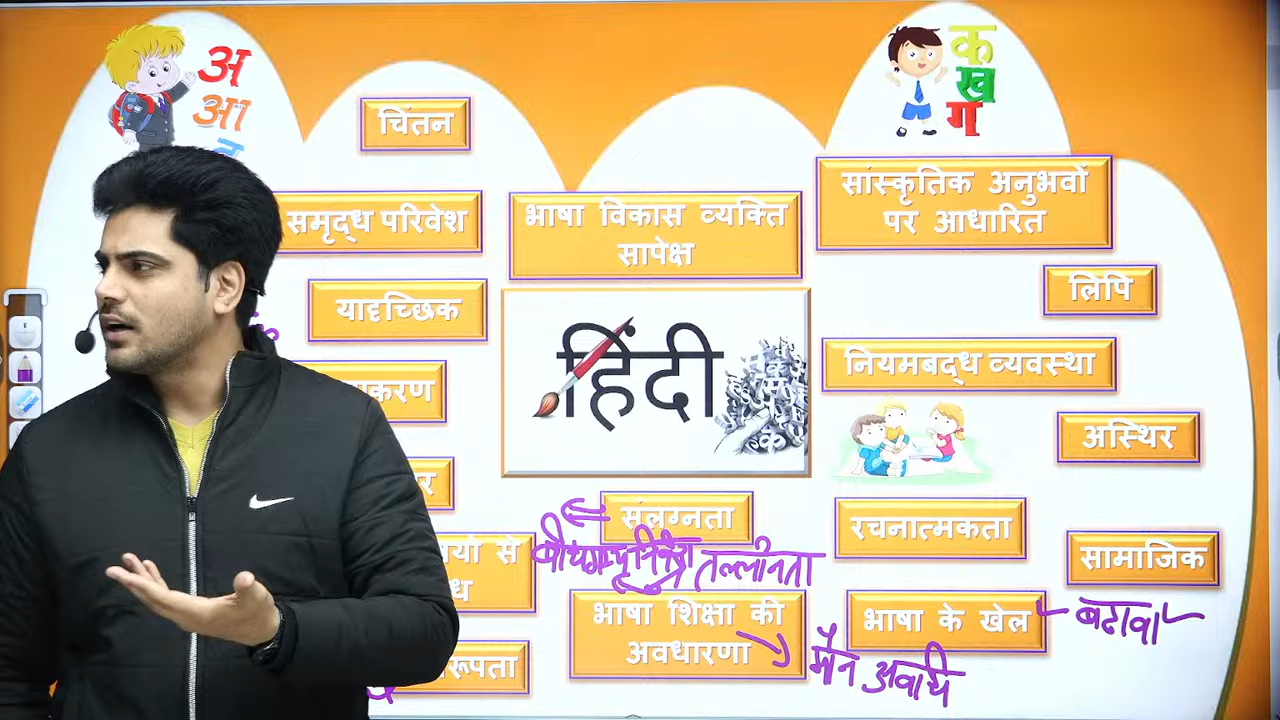 अ
आ
क
ख
ग
चिंतन
समृद्ध परिवेश
भाषा विकास व्यक्ति
सापेक्ष
सांस्कृतिक अनुभवों
पर आधारित
लिपि
यादृच्छिक
हिंदी
नियमबद्ध व्यवस्था
अस्थिर
संलग्नता
तल्लीनता
रचनात्मकता
सामाजिक
भाषा शिक्षा की
अवधारणा
मौन अवधि
भाषा के खेल
बढावा